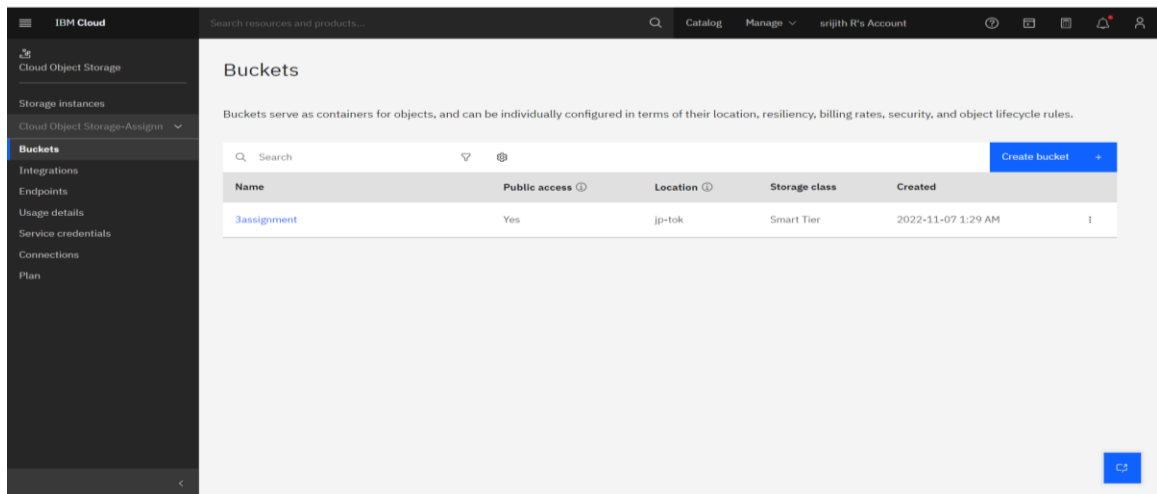 IBM Cloud
Search resources and products...
Catalog
Manage
srijith R's Account
Cloud Object Storage
Storage instances
Cloud Object Storage-Assignn
Buckets
Integrations
Endpoints
Usage details
Service credentials
Connections
Plan
Buckets
Buckets serve as containers for objects, and can be individually configured in terms of their location, resiliency, billing rates, security, and object lifecycle rules.
Search
Create bucket +
Name Public access Location Storage class Created
3assignment Yes jp-tok Smart Tier 2022-11-07 1:29 AM